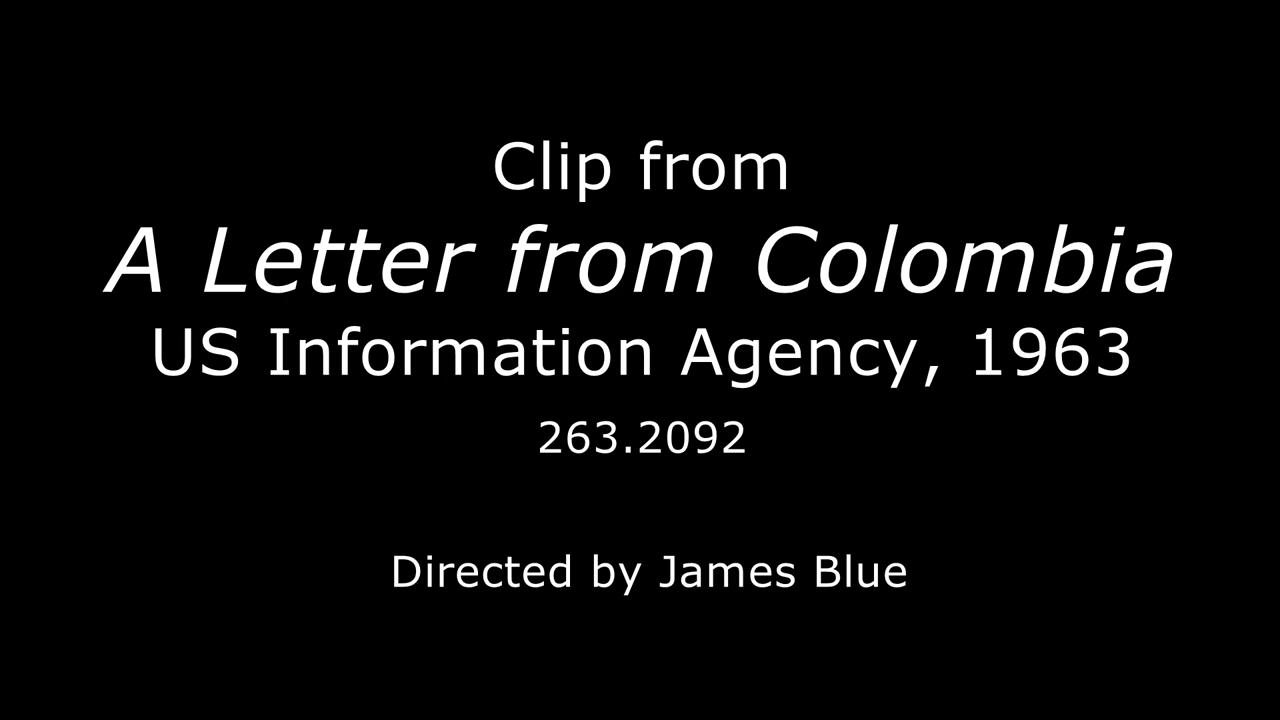 Clip from
A Letter from Colombia
US Information Agency, 1963
263.2092
Directed by James Blue